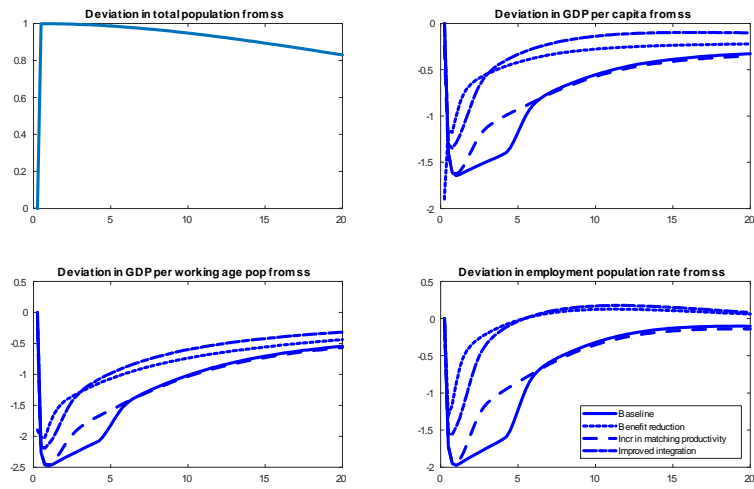 Deviation in total population from ss
1
0.8
0.6
0.4
0.2
0
0 5 10 15 20
Deviation in GDP per capita from ss
0
-0.5
-1
-1.5
-2
0 5 10 15 20
Deviation in GDP per working age pop from ss
0.5
0
-0.5
-1
-1.5
-2
-2.5
0 5 10 15 20
Deviation in employment population rate from ss
0.5
0
-0.5
-1
-1.5
-2
0 5 10 15 20
Baseline
Benefit reduction
Incr in matching productivity
Improved integration